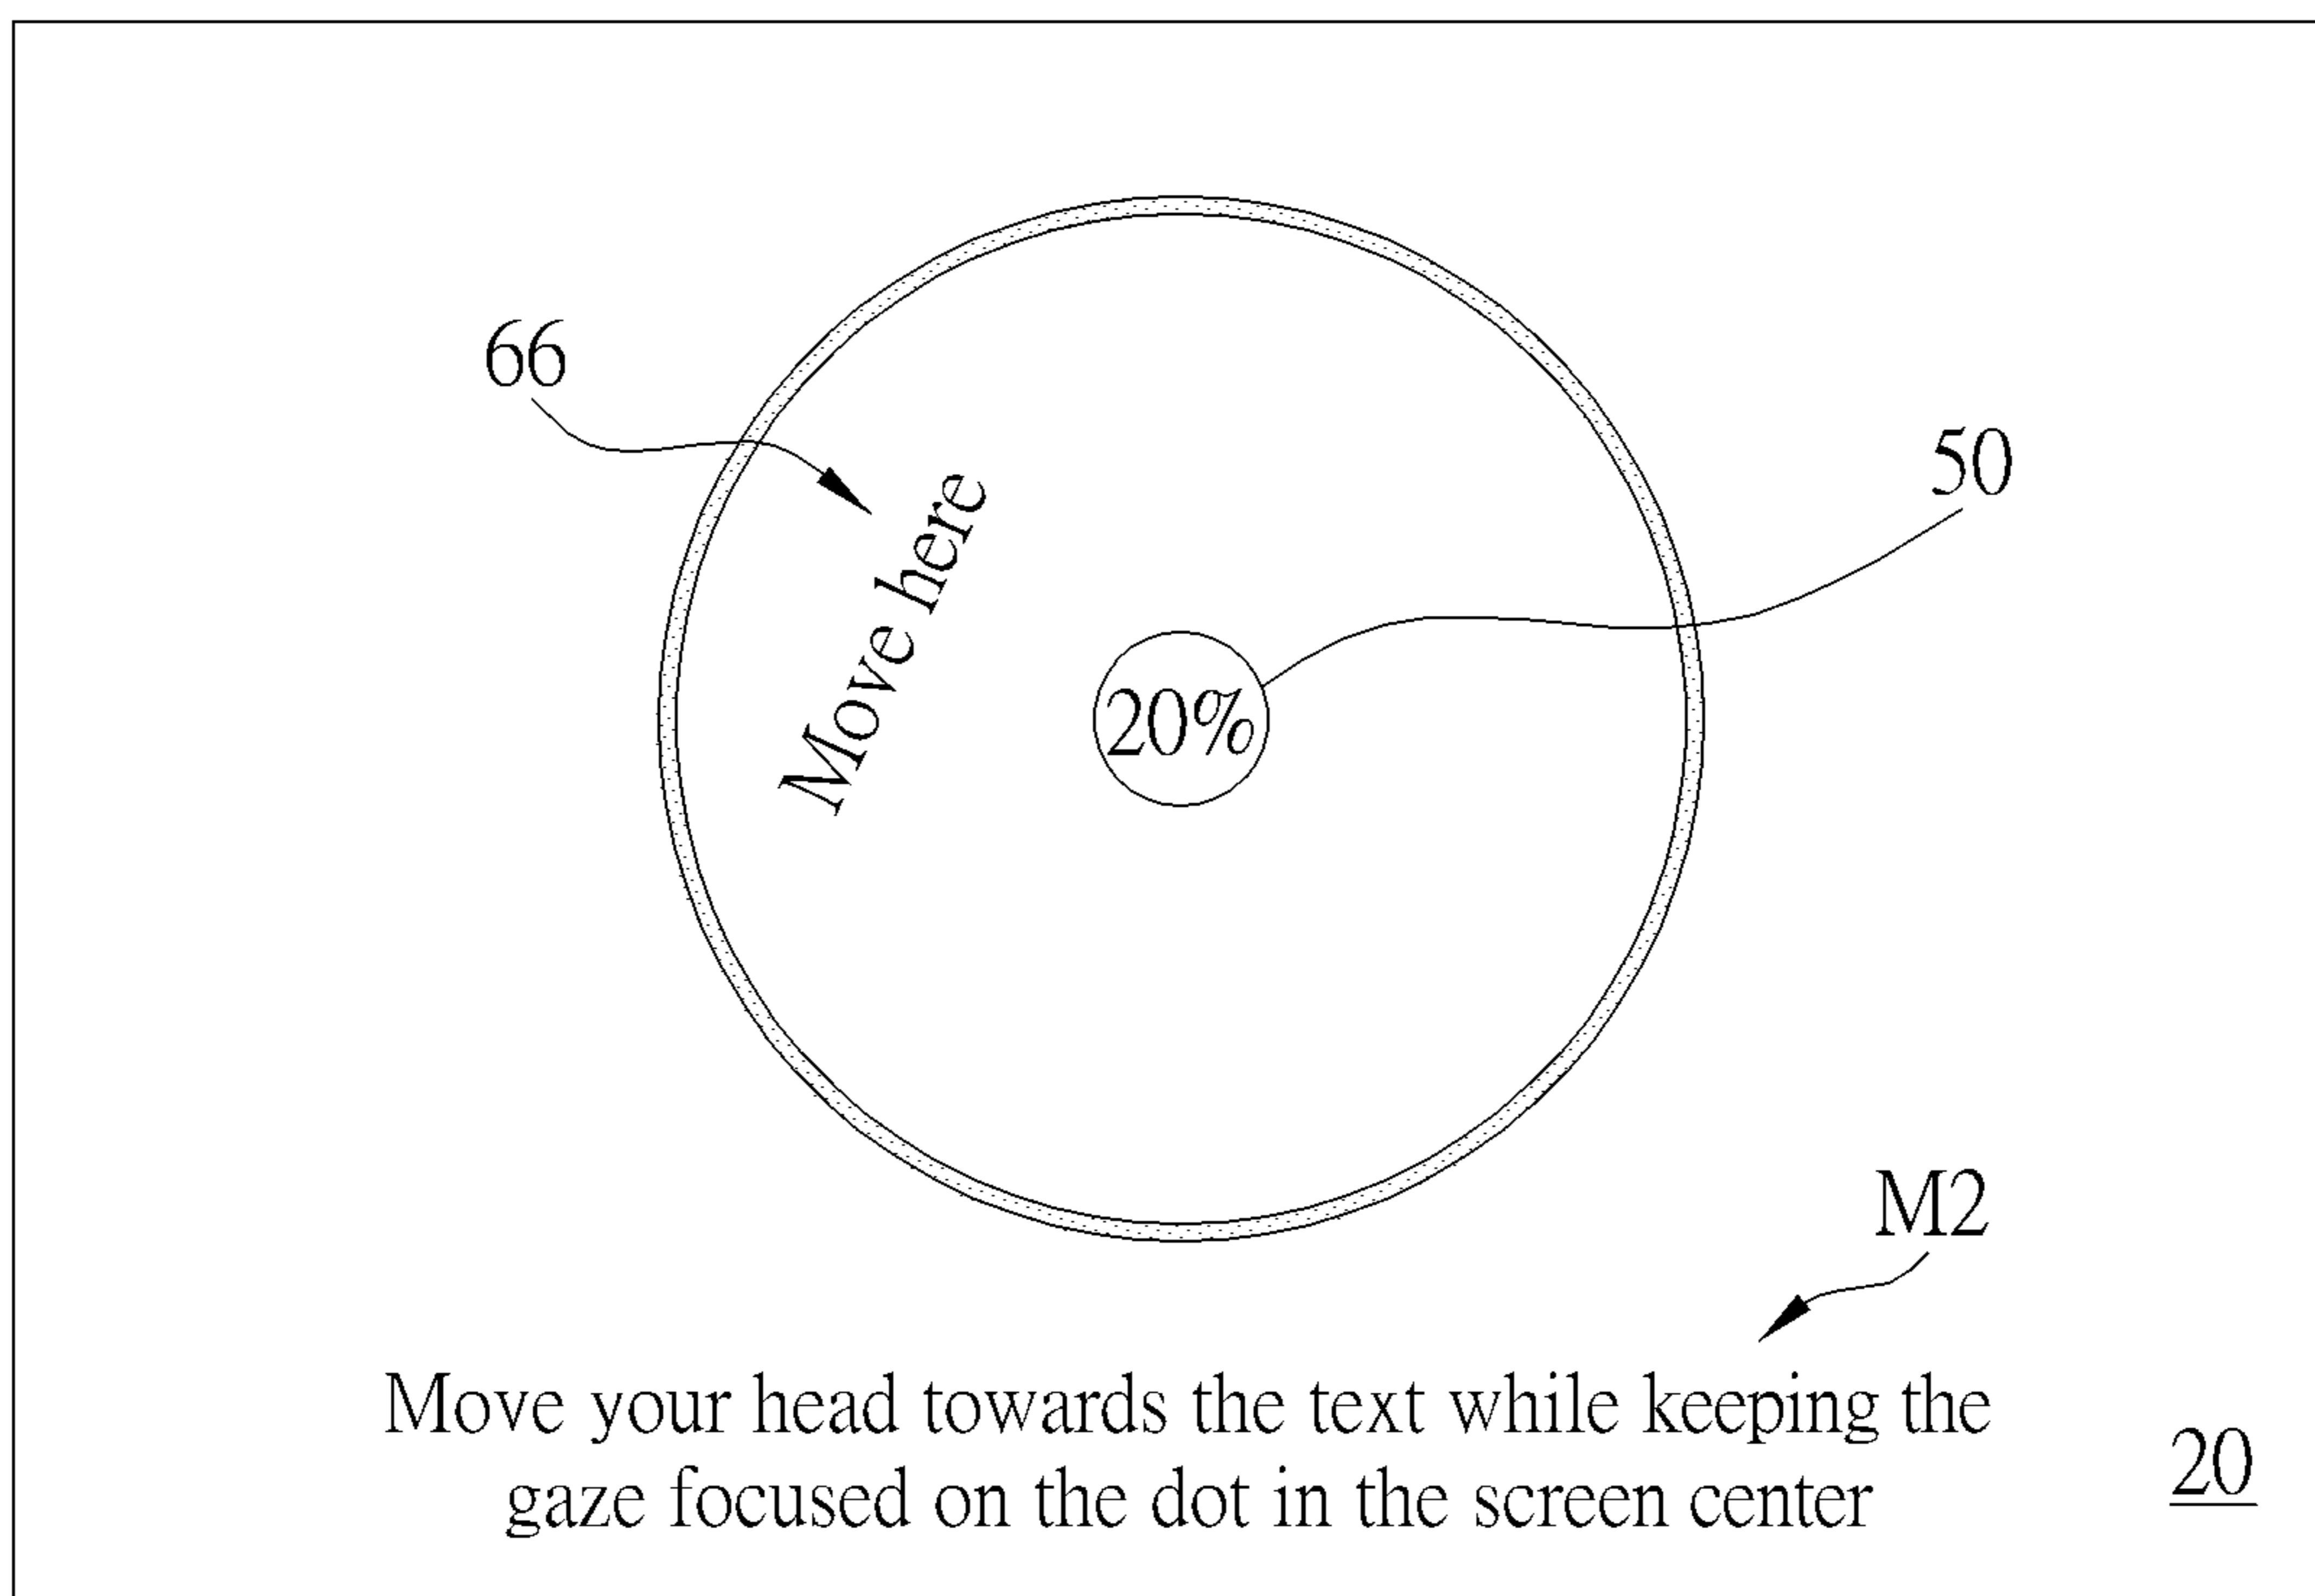 66
50
Move here
20%
M2
Move your head towards the text while keeping the
gaze focused on the dot in the screen center
20